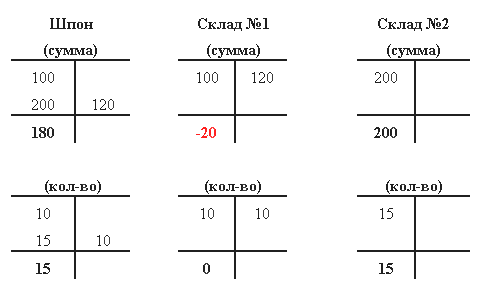 Шпон Склад №1 Склад №2
(сумма) (сумма) (сумма)
100 100 120 200
200 120
180 -20 200
(кол-во) (кол-во) (кол-во)
10 10 10 15
15 10
15 0 15